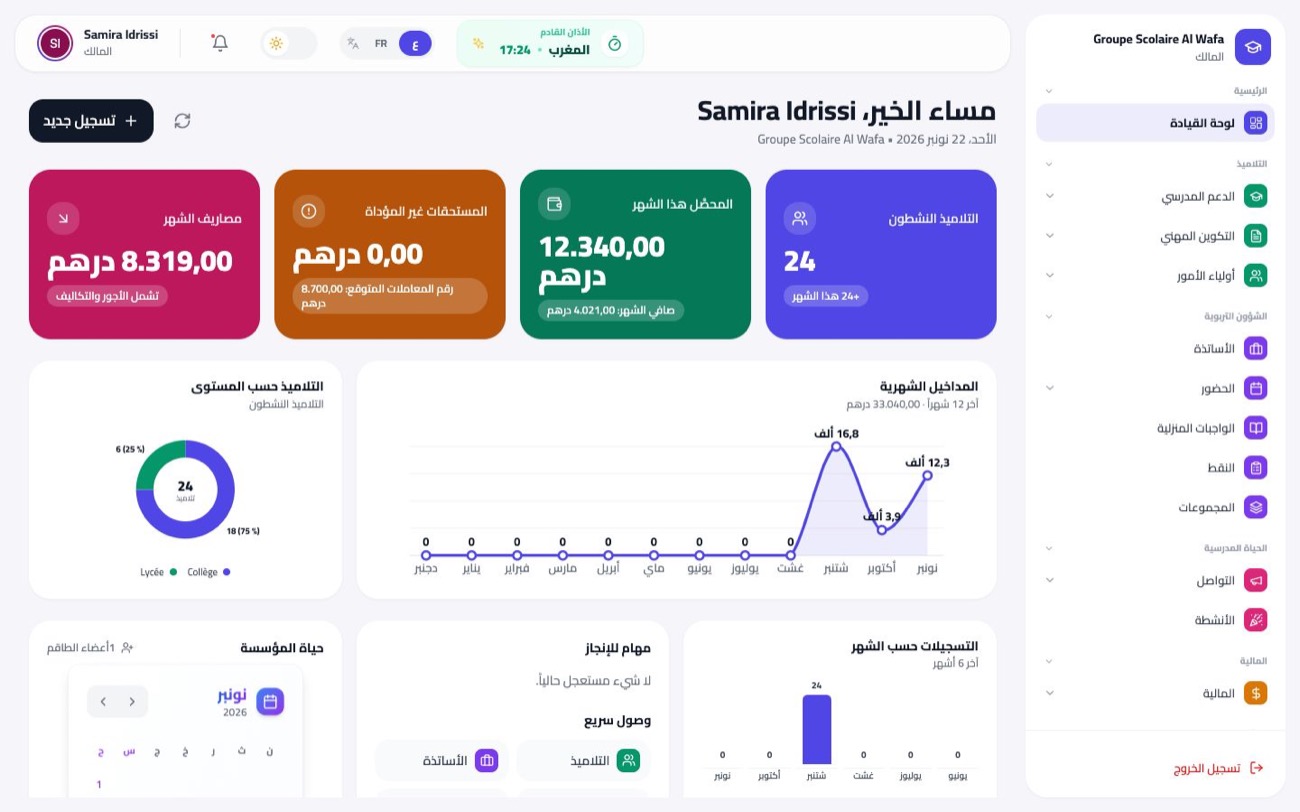 Groupe Scolaire Al Wafa
المالك
الرئيسية
لوحة القيادة
التلاميذ
الدعم المدرسي
التكوين المهني
أولياء الأمور
الشؤون التربوية
الأساتذة
الحضور
الواجبات المنزلية
النقط
المجموعات
الحياة المدرسية
التواصل
الأنشطة
المالية
المالية
تسجيل الخروج
الأذان القادم
المغرب • 17:24
ع
FR
Samira Idrissi
المالك
SI
مساء الخير، Samira Idrissi
الأحد، 22 نونبر 2026 • Groupe Scolaire Al Wafa
تسجيل جديد
التلاميذ النشطون
24
+24 هذا الشهر
المحصّل هذا الشهر
12.340,00
درهم
صافي الشهر: 4.021,00 درهم
المستحقات غير المؤداة
0,00 درهم
رقم المعاملات المتوقع: 8.700,00
درهم
مصاريف الشهر
8.319,00 درهم
تشمل الأجور والتكاليف
المداخيل الشهرية
آخر 12 شهراً · 33.040,00 درهم
16,8 ألف
12,3 ألف
3,9 ألف
0 0 0 0 0 0 0 0 0
دجنبر يناير فبراير مارس أبريل ماي يونيو يوليوز غشت شتنبر أكتوبر نونبر
التلاميذ حسب المستوى
التلاميذ النشطون
6 (25 %)
24
تلاميذ
18 (75 %)
Collège
Lycée
التسجيلات حسب الشهر
آخر 6 أشهر
24
0 0 0 0 0
يونيو يوليوز غشت شتنبر أكتوبر نونبر
مهام للإنجاز
لا شيء مستعجل حالياً.
وصول سريع
التلاميذ
الأساتذة
حياة المؤسسة
1أعضاء الطاقم
نونبر
2026
ن ث ر خ ج س ح
1